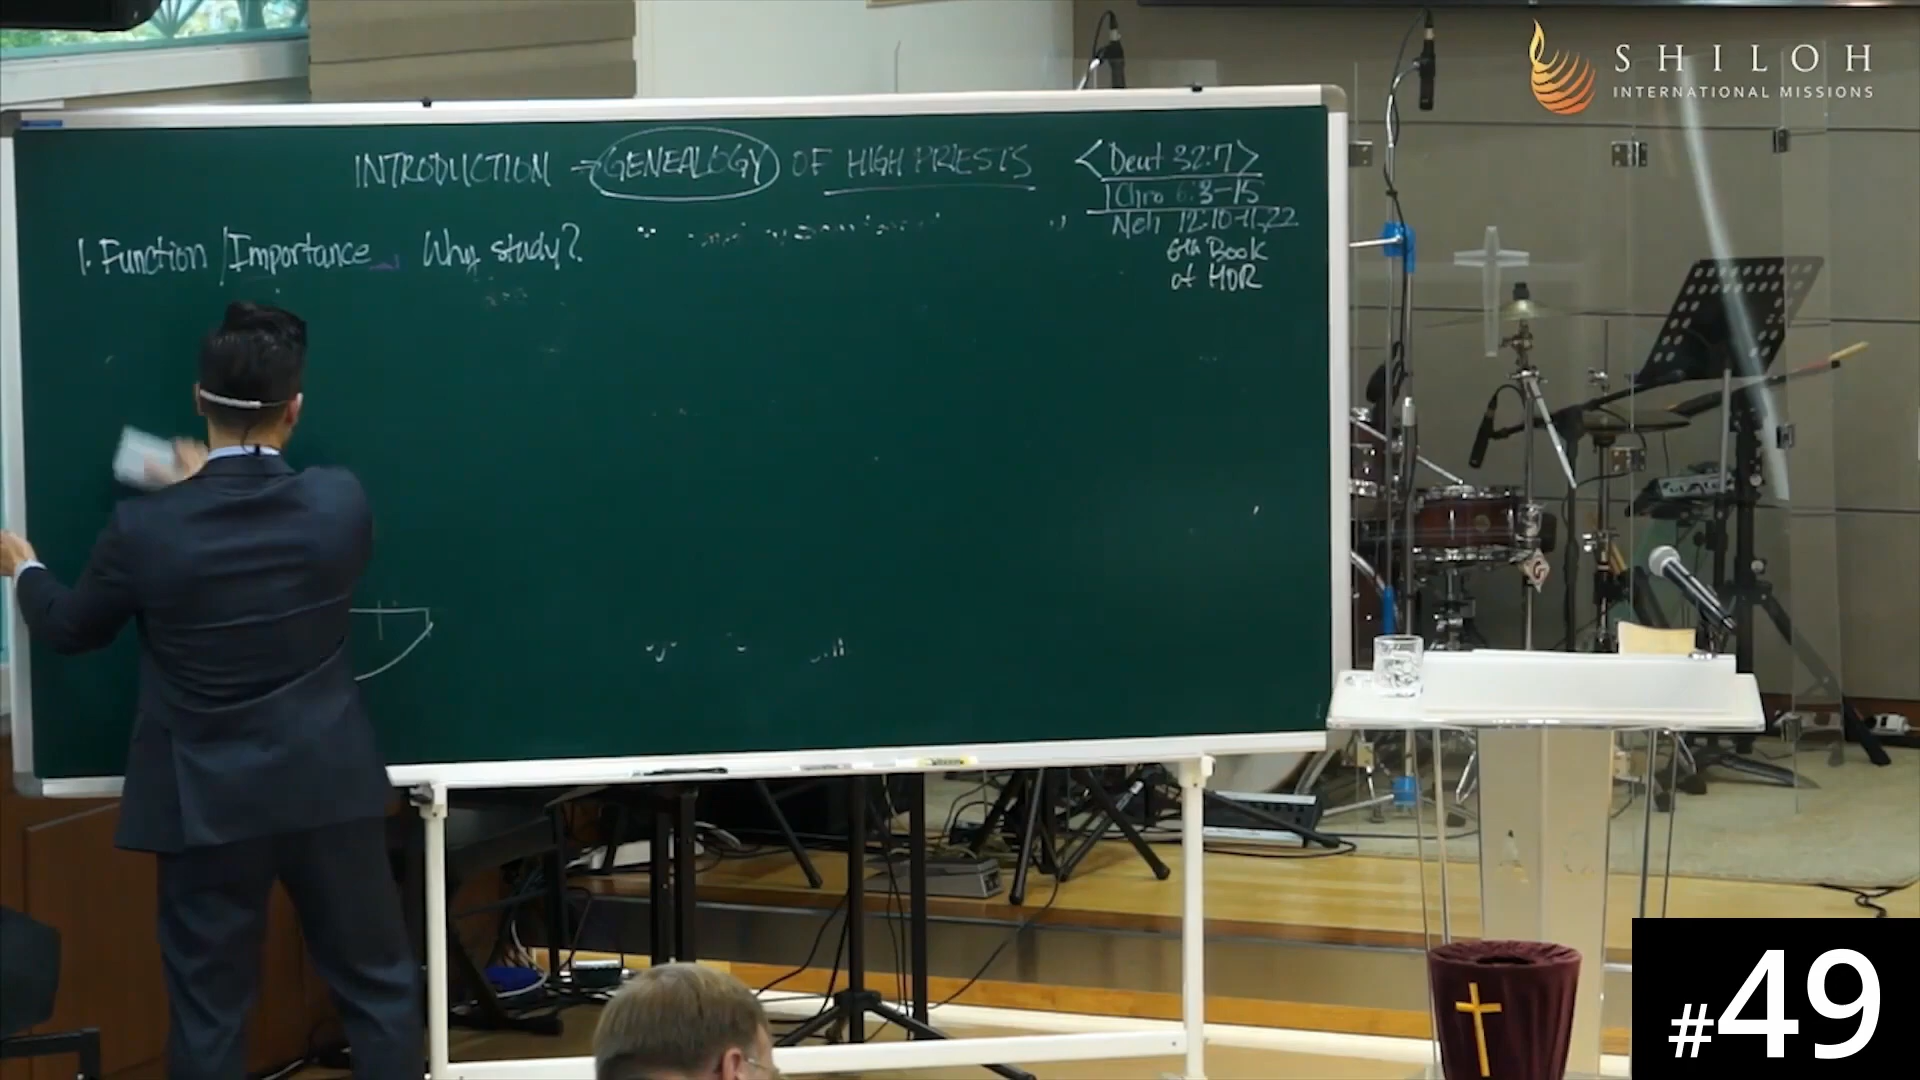 SHILOH
INTERNATIONAL MISSIONS
INTRODUCTION → GENEALOGY OF HIGH PRIESTS <Deut 32:7>
1 Chro 6:3-15
Neh 12:10-11, 22
6th Book
of HOR
1. Function / Importance Why study?
#49